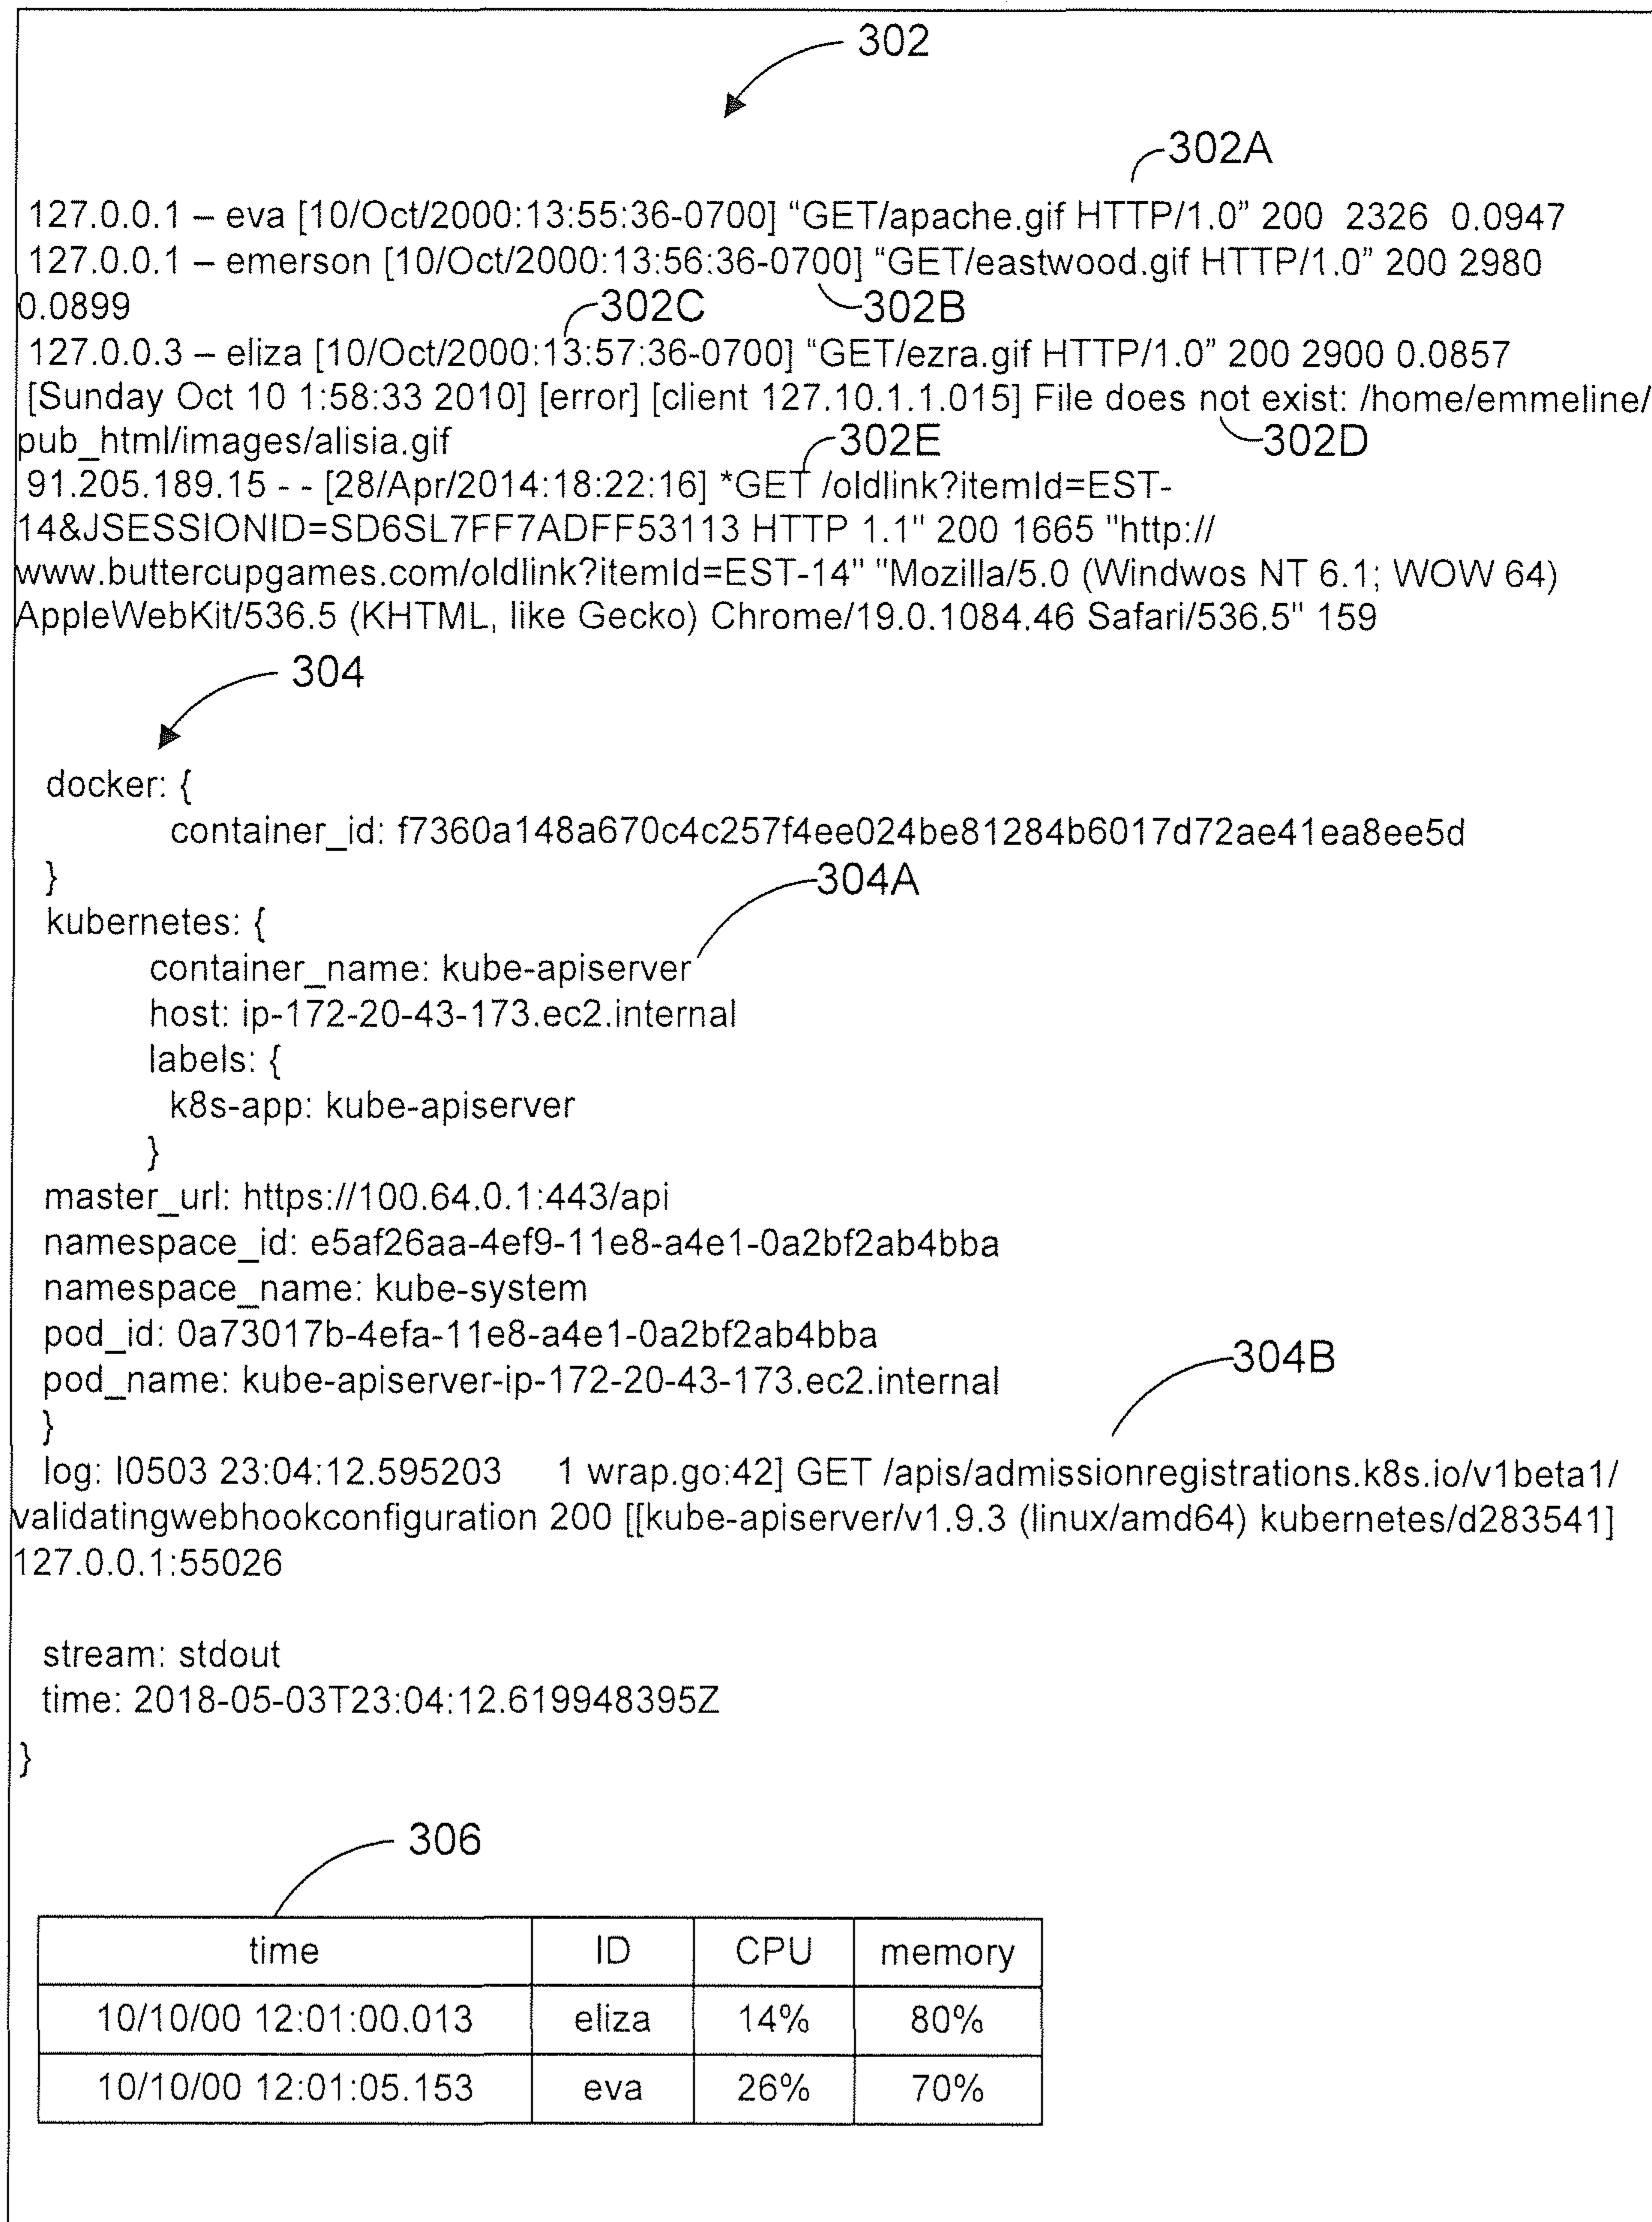 302
302A
127.0.0.1 – eva [10/Oct/2000:13:55:36-0700] “GET/apache.gif HTTP/1.0” 200 2326 0.0947
127.0.0.1 – emerson [10/Oct/2000:13:56:36-0700] “GET/eastwood.gif HTTP/1.0” 200 2980
0.0899
302C 302B
127.0.0.3 – eliza [10/Oct/2000:13:57:36-0700] “GET/ezra.gif HTTP/1.0” 200 2900 0.0857
[Sunday Oct 10 1:58:33 2010] [error] [client 127.10.1.1.015] File does not exist: /home/emmeline/
pub_html/images/alisia.gif
302E 302D
91.205.189.15 - - [28/Apr/2014:18:22:16] *GET /oldlink?itemId=EST-
14&JSESSIONID=SD6SL7FF7ADFF53113 HTTP 1.1" 200 1665 "http://
www.buttercupgames.com/oldlink?itemId=EST-14" "Mozilla/5.0 (Windwos NT 6.1; WOW 64)
AppleWebKit/536.5 (KHTML, like Gecko) Chrome/19.0.1084.46 Safari/536.5" 159
304
docker: {
container_id: f7360a148a670c4c257f4ee024be81284b6017d72ae41ea8ee5d
}
304A
kubernetes: {
container_name: kube-apiserver
host: ip-172-20-43-173.ec2.internal
labels: {
k8s-app: kube-apiserver
}
master_url: https://100.64.0.1:443/api
namespace_id: e5af26aa-4ef9-11e8-a4e1-0a2bf2ab4bba
namespace_name: kube-system
pod_id: 0a73017b-4efa-11e8-a4e1-0a2bf2ab4bba
304B
pod_name: kube-apiserver-ip-172-20-43-173.ec2.internal
}
log: I0503 23:04:12.595203 1 wrap.go:42] GET /apis/admissionregistrations.k8s.io/v1beta1/
validatingwebhookconfiguration 200 [[kube-apiserver/v1.9.3 (linux/amd64) kubernetes/d283541]
127.0.0.1:55026
stream: stdout
time: 2018-05-03T23:04:12.619948395Z
}
306
time ID CPU memory
10/10/00 12:01:00.013 eliza 14% 80%
10/10/00 12:01:05.153 eva 26% 70%